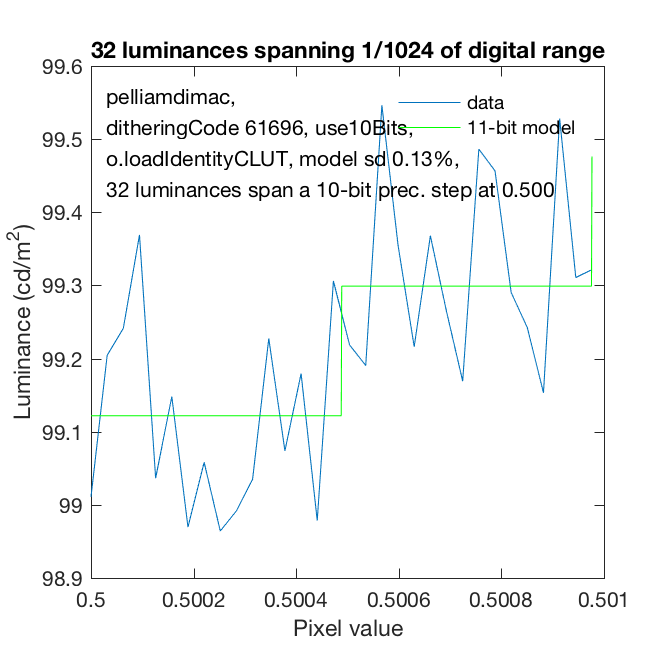 32 luminances spanning 1/1024 of digital range
99.6
99.5
99.4
99.3
99.2
99.1
99
98.9
Luminance (cd/m²)
pelliamdimac,
ditheringCode 61696, use10Bits,
o.loadIdentityCLUT, model sd 0.13%,
32 luminances span a 10-bit prec. step at 0.500
data
11-bit model
0.5
0.5002
0.5004
0.5006
0.5008
0.501
Pixel value